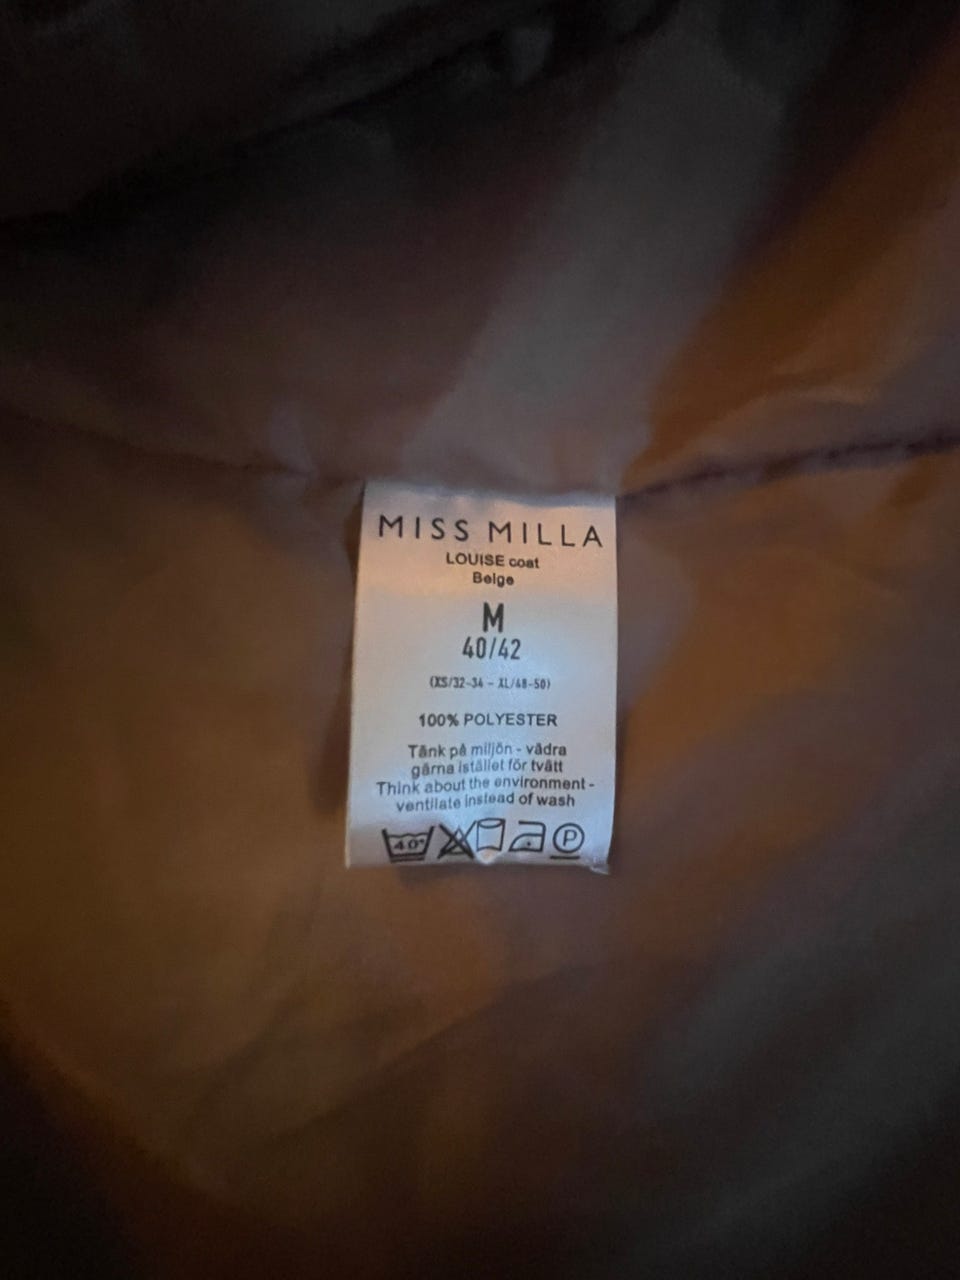 MISS MILLA
LOUISE coat
Beige
M
40/42
(XS/32-34 - XL/48-50)
100% POLYESTER
Tänk på miljön - vädra
gärna istället för tvätt
Think about the environment -
ventilate instead of wash
40°
P